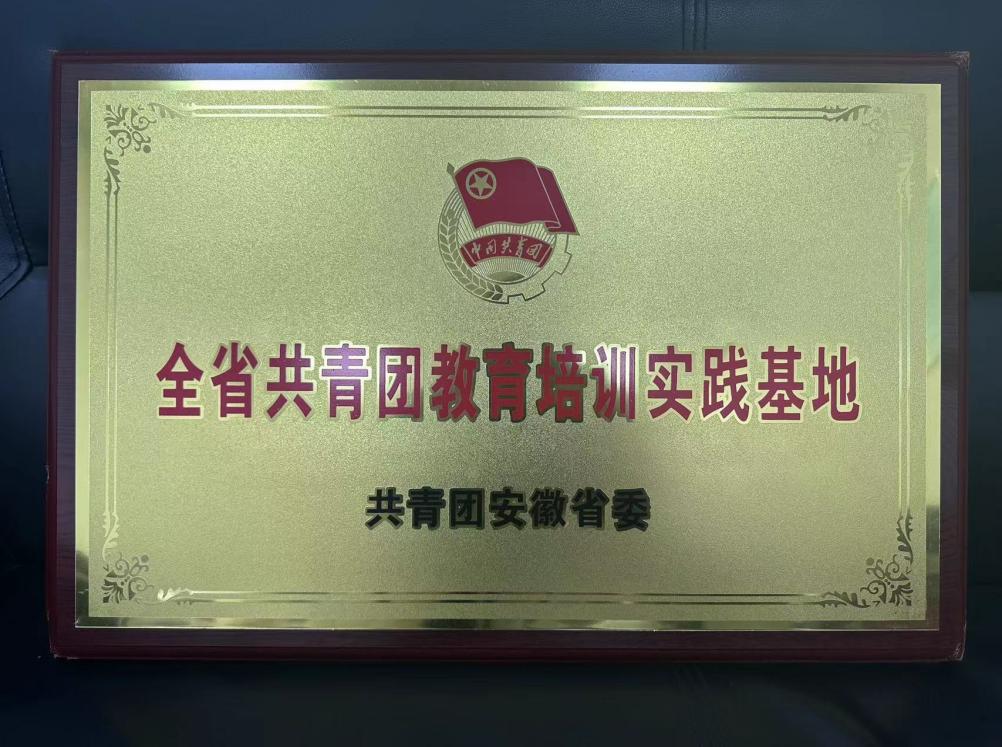 中国共青团
全省共青团教育培训实践基地
共青团安徽省委